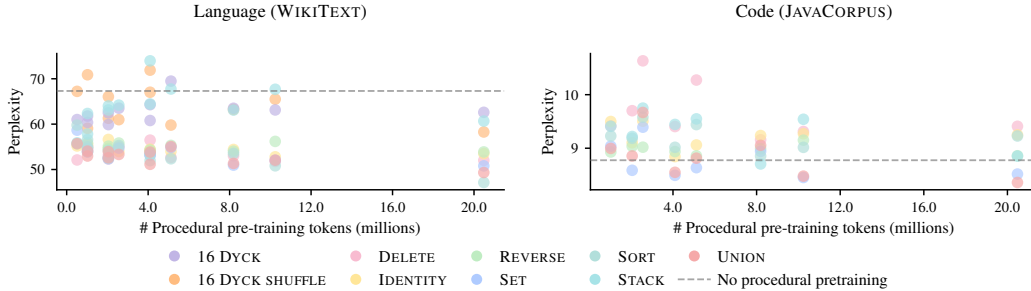 Language (WIKITEXT)
Perplexity
70
60
50
0.0 4.0 8.0 12.0 16.0 20.0
# Procedural pre-training tokens (millions)
Code (JAVACORPUS)
Perplexity
10
9
4.0 8.0 12.0 16.0 20.0
# Procedural pre-training tokens (millions)
16 DYCK DELETE REVERSE SORT UNION
16 DYCK SHUFFLE IDENTITY SET STACK No procedural pretraining